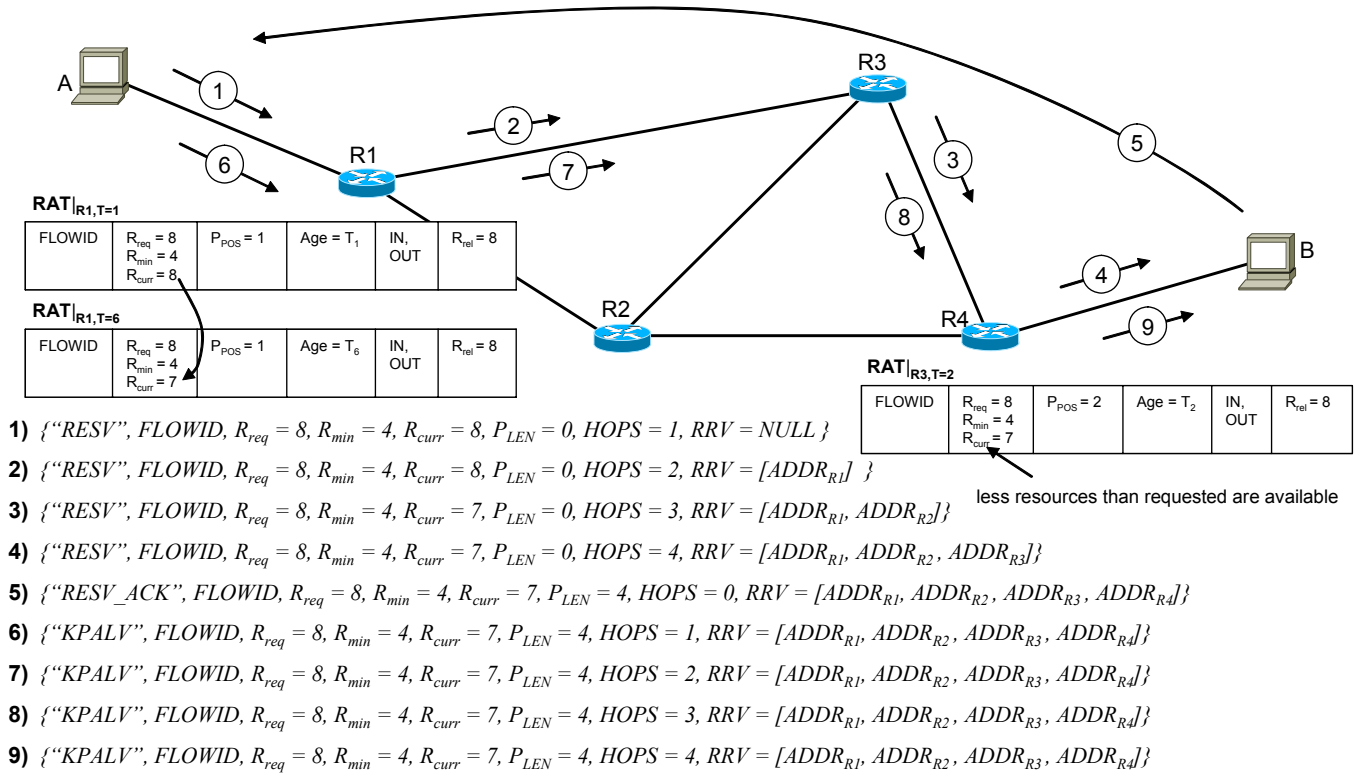 A
1
6
R1
2
7
R3
3
8
5
4
9
B
R2
R4
RAT|R1,T=1
FLOWID Rreq = 8 PPOS = 1 Age = T1 IN, Rrel = 8
Rmin = 4 OUT
Rcurr = 8
RAT|R1,T=6
FLOWID Rreq = 8 PPOS = 1 Age = T6 IN, Rrel = 8
Rmin = 4 OUT
Rcurr = 7
RAT|R3,T=2
FLOWID Rreq = 8 PPOS = 2 Age = T2 IN, Rrel = 8
Rmin = 4 OUT
Rcurr = 7
less resources than requested are available
1) {“RESV”, FLOWID, Rreq = 8, Rmin = 4, Rcurr = 8, PLEN = 0, HOPS = 1, RRV = NULL }
2) {“RESV”, FLOWID, Rreq = 8, Rmin = 4, Rcurr = 8, PLEN = 0, HOPS = 2, RRV = [ADDRR1] }
3) {“RESV”, FLOWID, Rreq = 8, Rmin = 4, Rcurr = 7, PLEN = 0, HOPS = 3, RRV = [ADDRR1, ADDRR2]}
4) {“RESV”, FLOWID, Rreq = 8, Rmin = 4, Rcurr = 7, PLEN = 0, HOPS = 4, RRV = [ADDRR1, ADDRR2 , ADDRR3]}
5) {“RESV_ACK”, FLOWID, Rreq = 8, Rmin = 4, Rcurr = 7, PLEN = 4, HOPS = 0, RRV = [ADDRR1, ADDRR2 , ADDRR3 , ADDRR4]}
6) {“KPALV”, FLOWID, Rreq = 8, Rmin = 4, Rcurr = 7, PLEN = 4, HOPS = 1, RRV = [ADDRR1, ADDRR2 , ADDRR3 , ADDRR4]}
7) {“KPALV”, FLOWID, Rreq = 8, Rmin = 4, Rcurr = 7, PLEN = 4, HOPS = 2, RRV = [ADDRR1, ADDRR2 , ADDRR3 , ADDRR4]}
8) {“KPALV”, FLOWID, Rreq = 8, Rmin = 4, Rcurr = 7, PLEN = 4, HOPS = 3, RRV = [ADDRR1, ADDRR2 , ADDRR3 , ADDRR4]}
9) {“KPALV”, FLOWID, Rreq = 8, Rmin = 4, Rcurr = 7, PLEN = 4, HOPS = 4, RRV = [ADDRR1, ADDRR2 , ADDRR3 , ADDRR4]}